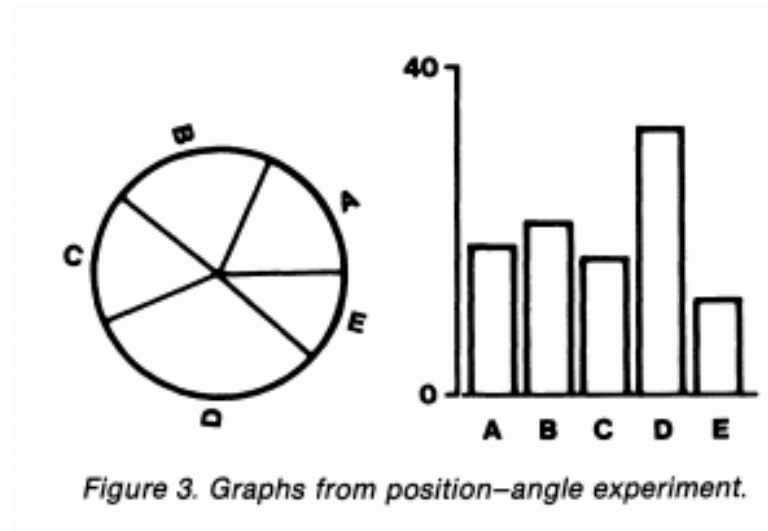 B
A
C
E
D
40
0
A B C D E
Figure 3. Graphs from position–angle experiment.